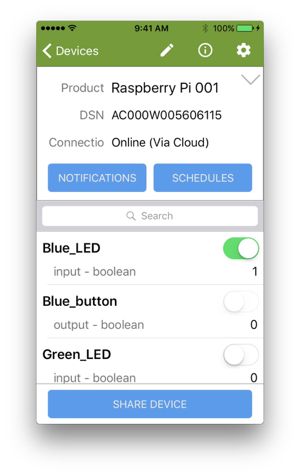 9:41 AM 100%
Devices
Product Raspberry Pi 001
DSN AC000W005606115
Connectio Online (Via Cloud)
NOTIFICATIONS SCHEDULES
Search
Blue_LED
input - boolean 1
Blue_button
output - boolean 0
Green_LED
input - boolean 0
SHARE DEVICE